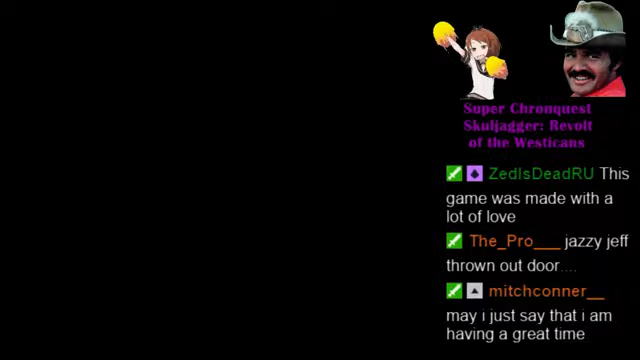 Super Chronquest
Skuljagger: Revolt
of the Westicans
ZedIsDeadRU This
game was made with a
lot of love
The_Pro___ jazzy jeff
thrown out door....
mitchconner__
may i just say that i am
having a great time